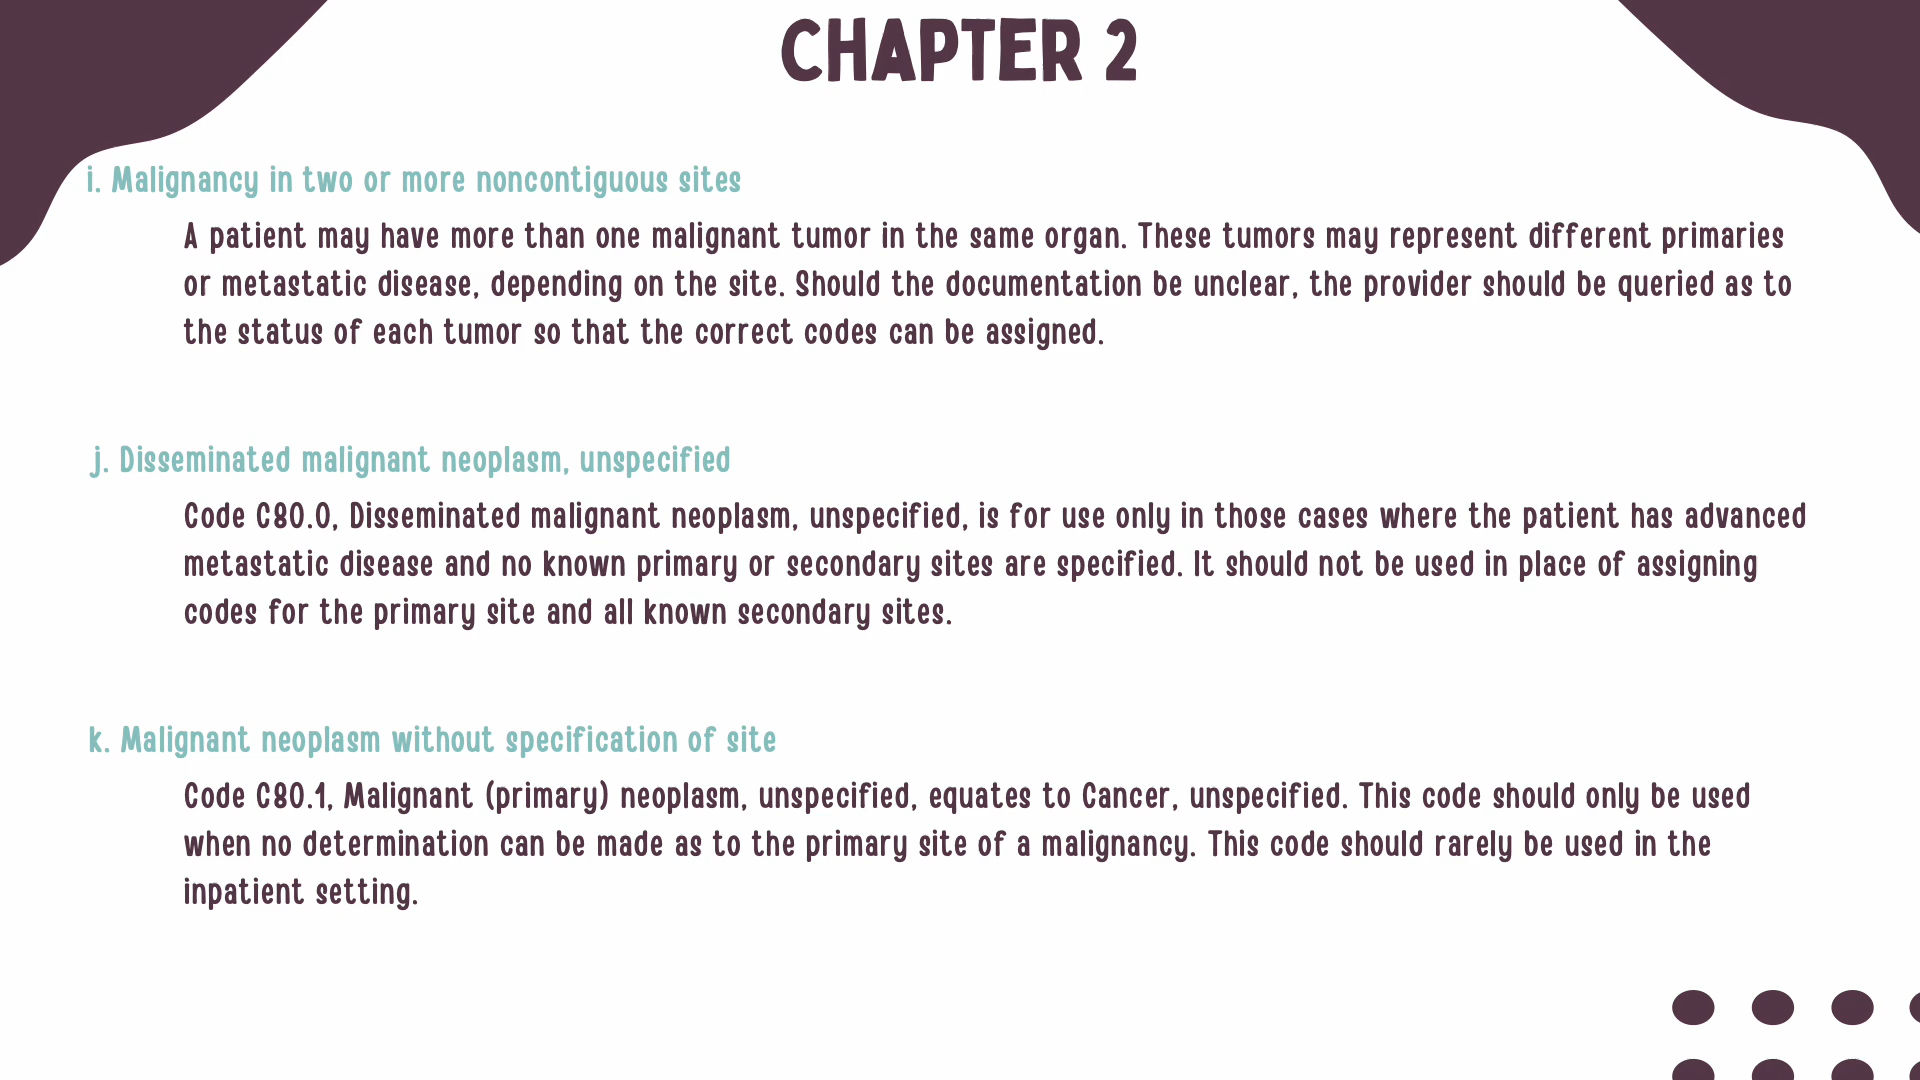 CHAPTER 2
i. Malignancy in two or more noncontiguous sites
A patient may have more than one malignant tumor in the same organ. These tumors may represent different primaries
or metastatic disease, depending on the site. Should the documentation be unclear, the provider should be queried as to
the status of each tumor so that the correct codes can be assigned.
j. Disseminated malignant neoplasm, unspecified
Code C80.0, Disseminated malignant neoplasm, unspecified, is for use only in those cases where the patient has advanced
metastatic disease and no known primary or secondary sites are specified. It should not be used in place of assigning
codes for the primary site and all known secondary sites.
k. Malignant neoplasm without specification of site
Code C80.1, Malignant (primary) neoplasm, unspecified, equates to Cancer, unspecified. This code should only be used
when no determination can be made as to the primary site of a malignancy. This code should rarely be used in the
inpatient setting.